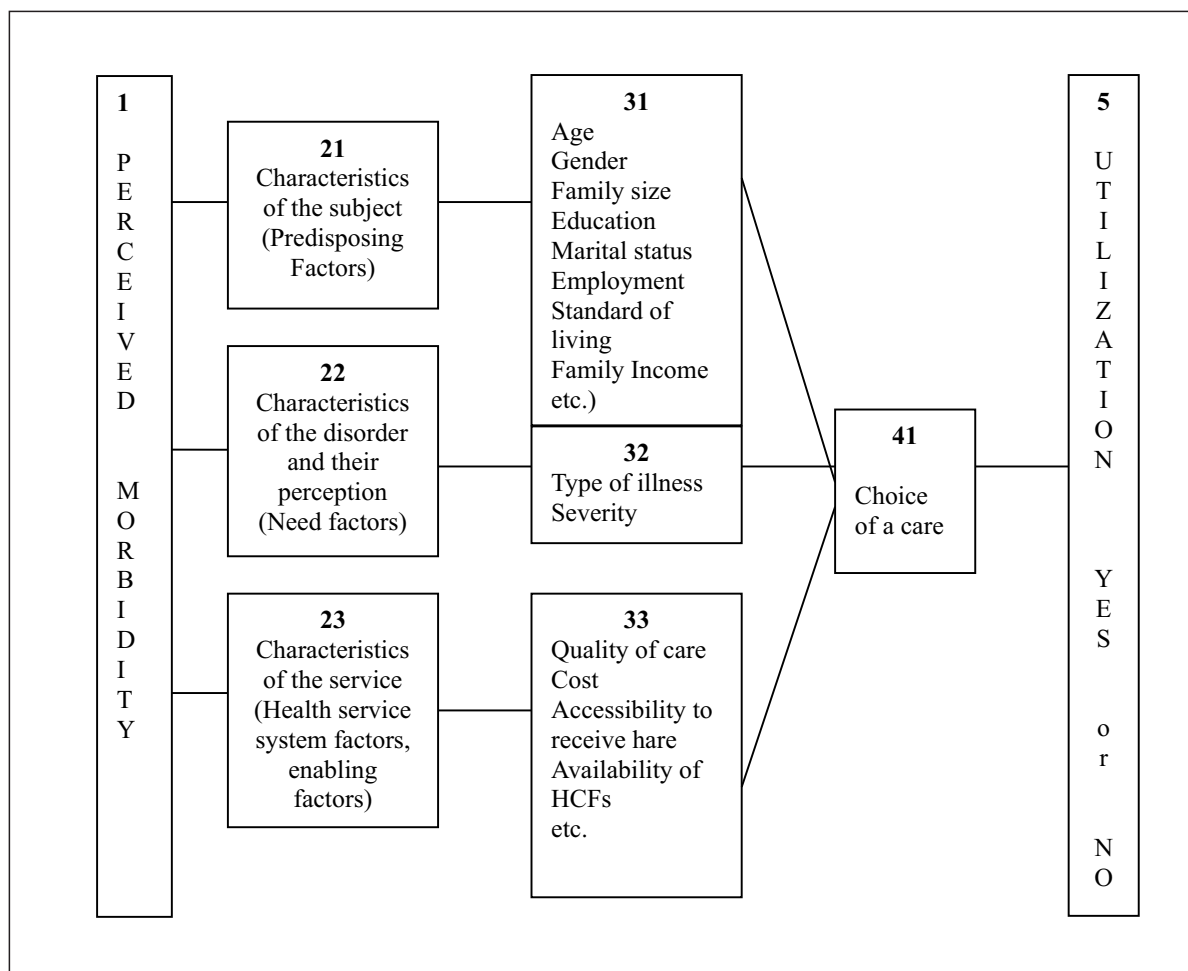 1
PERCEIVED MORBIDITY
21
Characteristics
of the subject
(Predisposing
Factors)
22
Characteristics
of the disorder
and their
perception
(Need factors)
23
Characteristics
of the service
(Health service
system factors,
enabling
factors)
31
Age
Gender
Family size
Education
Marital status
Employment
Standard of
living
Family Income
etc.)
32
Type of illness
Severity
33
Quality of care
Cost
Accessibility to
receive hare
Availability of
HCFs
etc.
41
Choice
of a care
5
UTILIZATION YES or NO